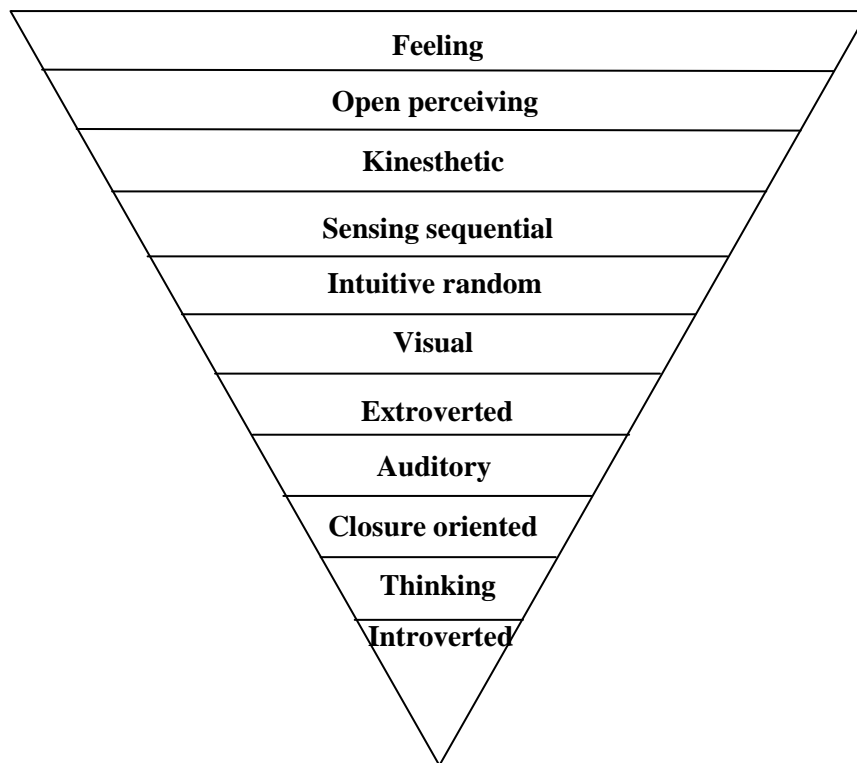 Feeling
Open perceiving
Kinesthetic
Sensing sequential
Intuitive random
Visual
Extroverted
Auditory
Closure oriented
Thinking
Introverted